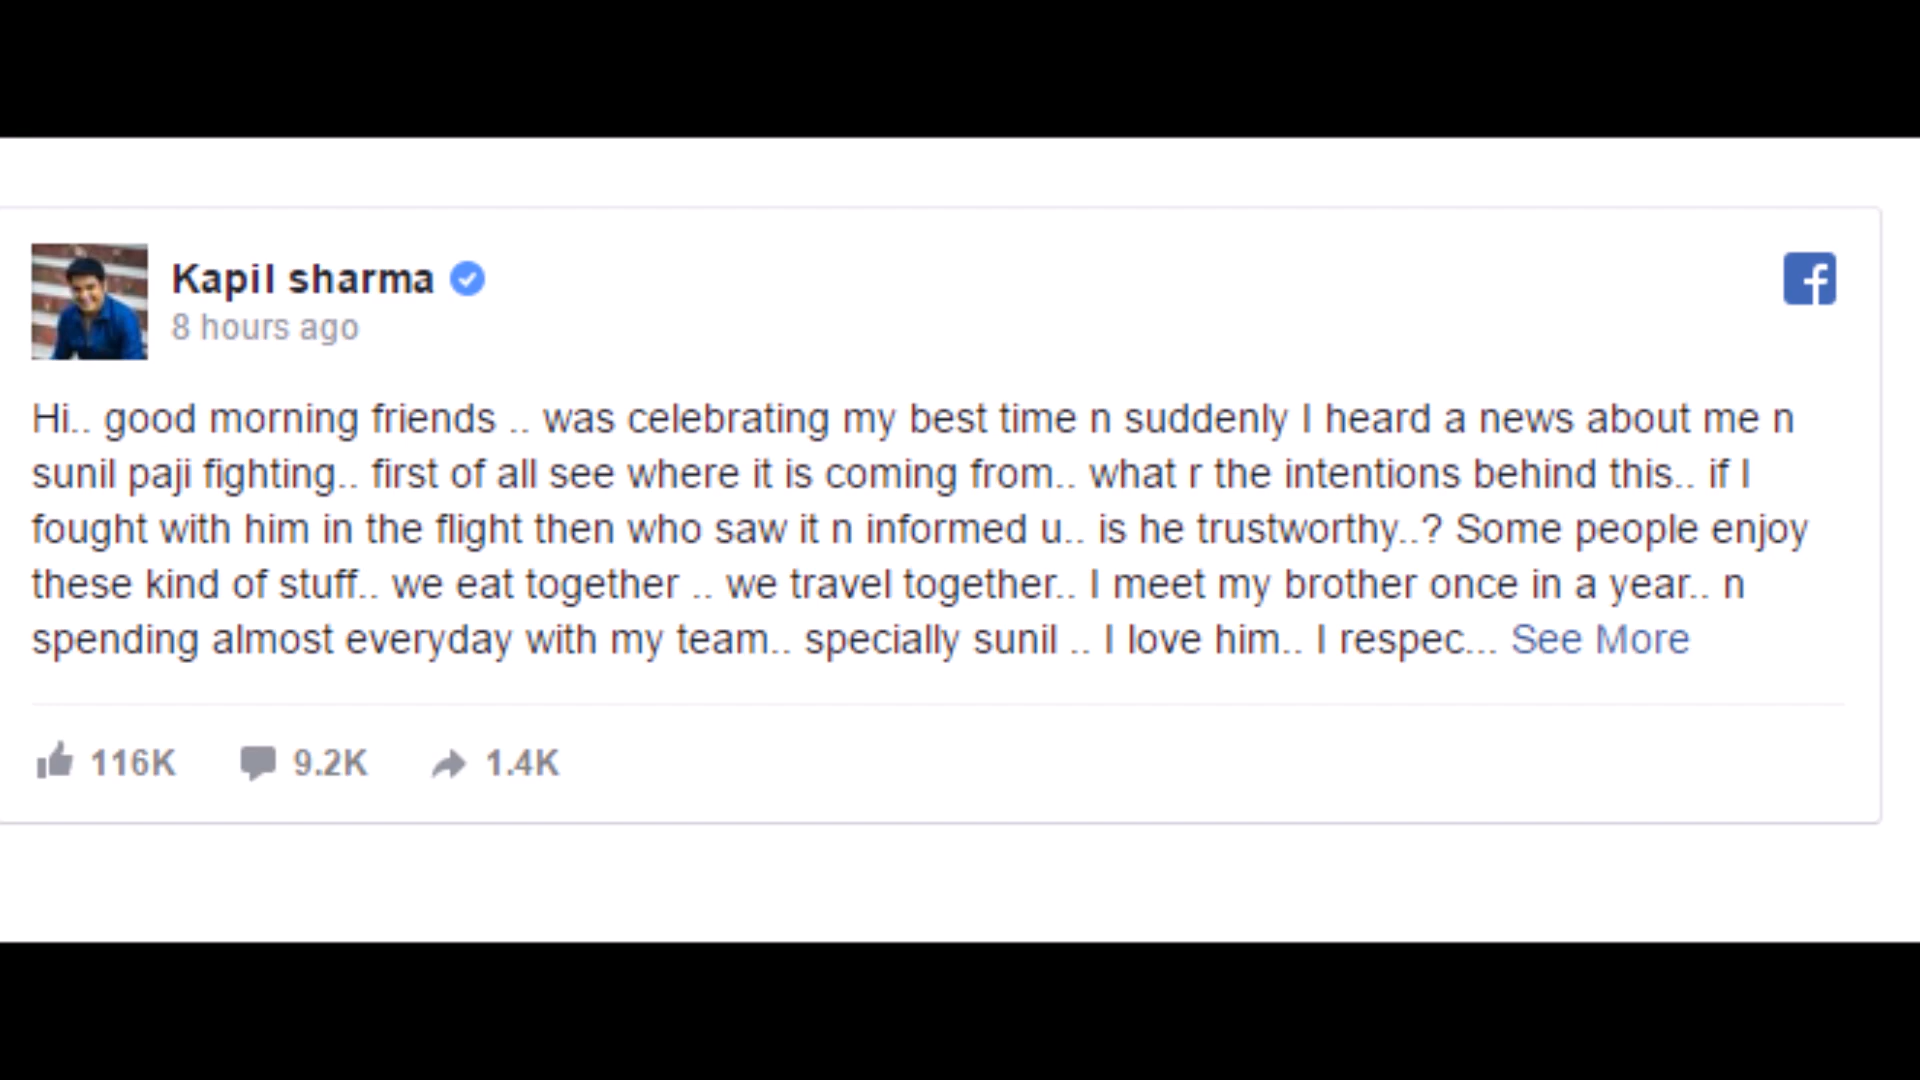 Kapil sharma
8 hours ago
Hi.. good morning friends .. was celebrating my best time n suddenly I heard a news about me n
sunil paji fighting.. first of all see where it is coming from.. what r the intentions behind this.. if I
fought with him in the flight then who saw it n informed u.. is he trustworthy..? Some people enjoy
these kind of stuff.. we eat together .. we travel together.. I meet my brother once in a year.. n
spending almost everyday with my team.. specially sunil .. I love him.. I respec... See More
116K 9.2K 1.4K